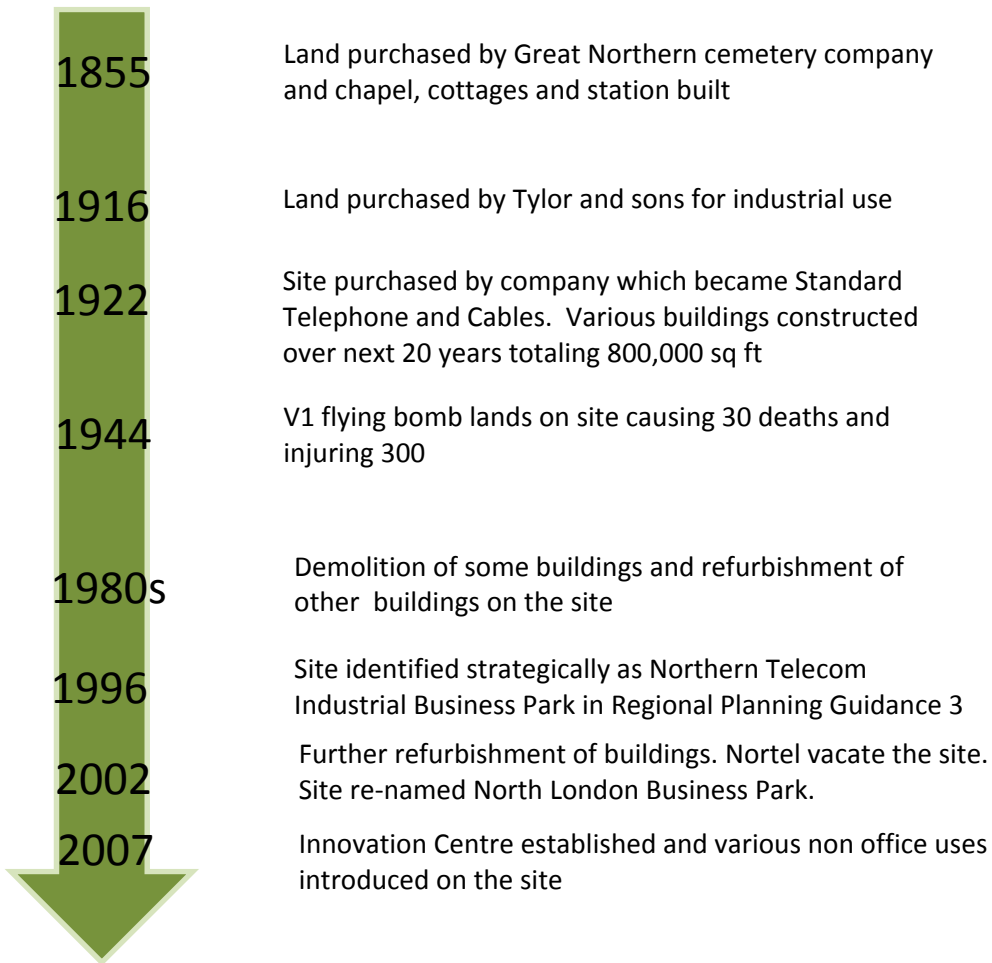 1855
Land purchased by Great Northern cemetery company
and chapel, cottages and station built
1916
Land purchased by Tylor and sons for industrial use
1922
Site purchased by company which became Standard
Telephone and Cables.  Various buildings constructed
over next 20 years totaling 800,000 sq ft
1944
V1 flying bomb lands on site causing 30 deaths and
injuring 300
1980s
Demolition of some buildings and refurbishment of
other  buildings on the site
1996
Site identified strategically as Northern Telecom
Industrial Business Park in Regional Planning Guidance 3
2002
Further refurbishment of buildings. Nortel vacate the site.
Site re-named North London Business Park.
2007
Innovation Centre established and various non office uses
introduced on the site